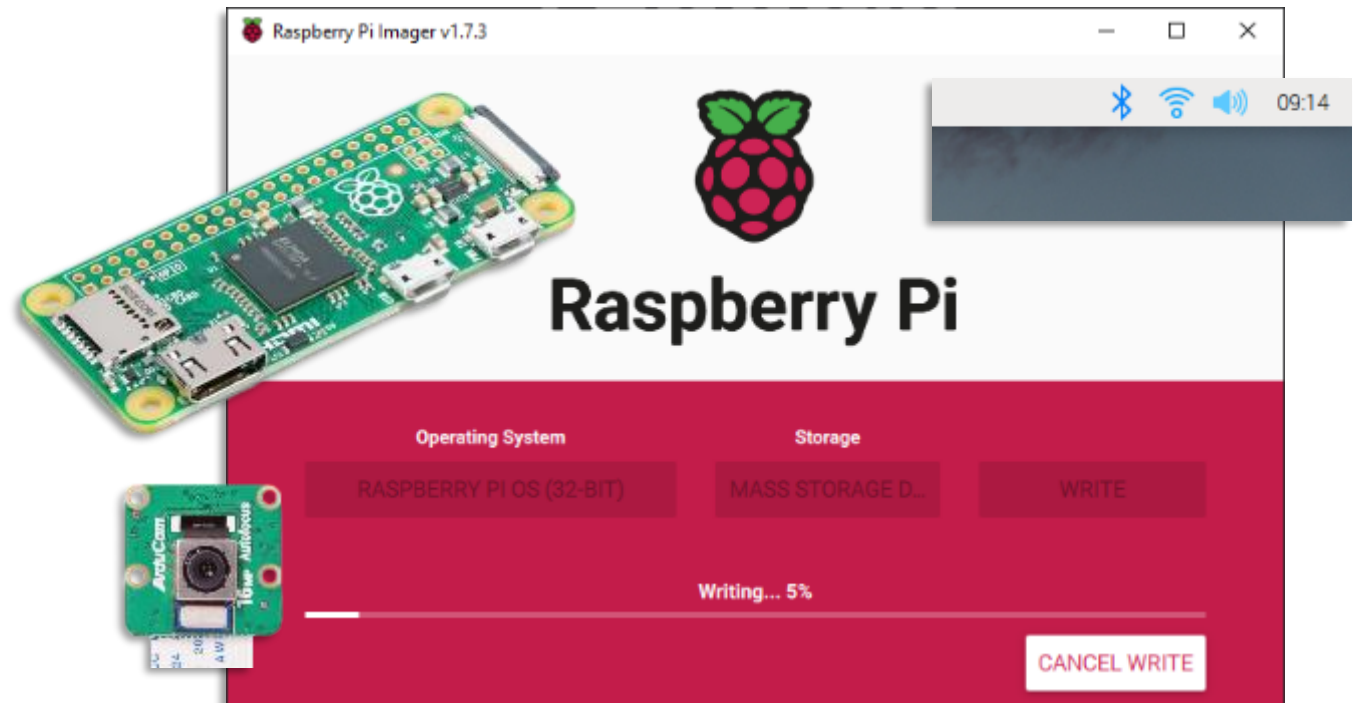 Raspberry Pi Imager v1.7.3
09:14
Raspberry Pi
Operating System
Storage
RASPBERRY PI OS (32-BIT)
MASS STORAGE D...
WRITE
Writing... 5%
CANCEL WRITE
ArduCam
16MP Autofocus